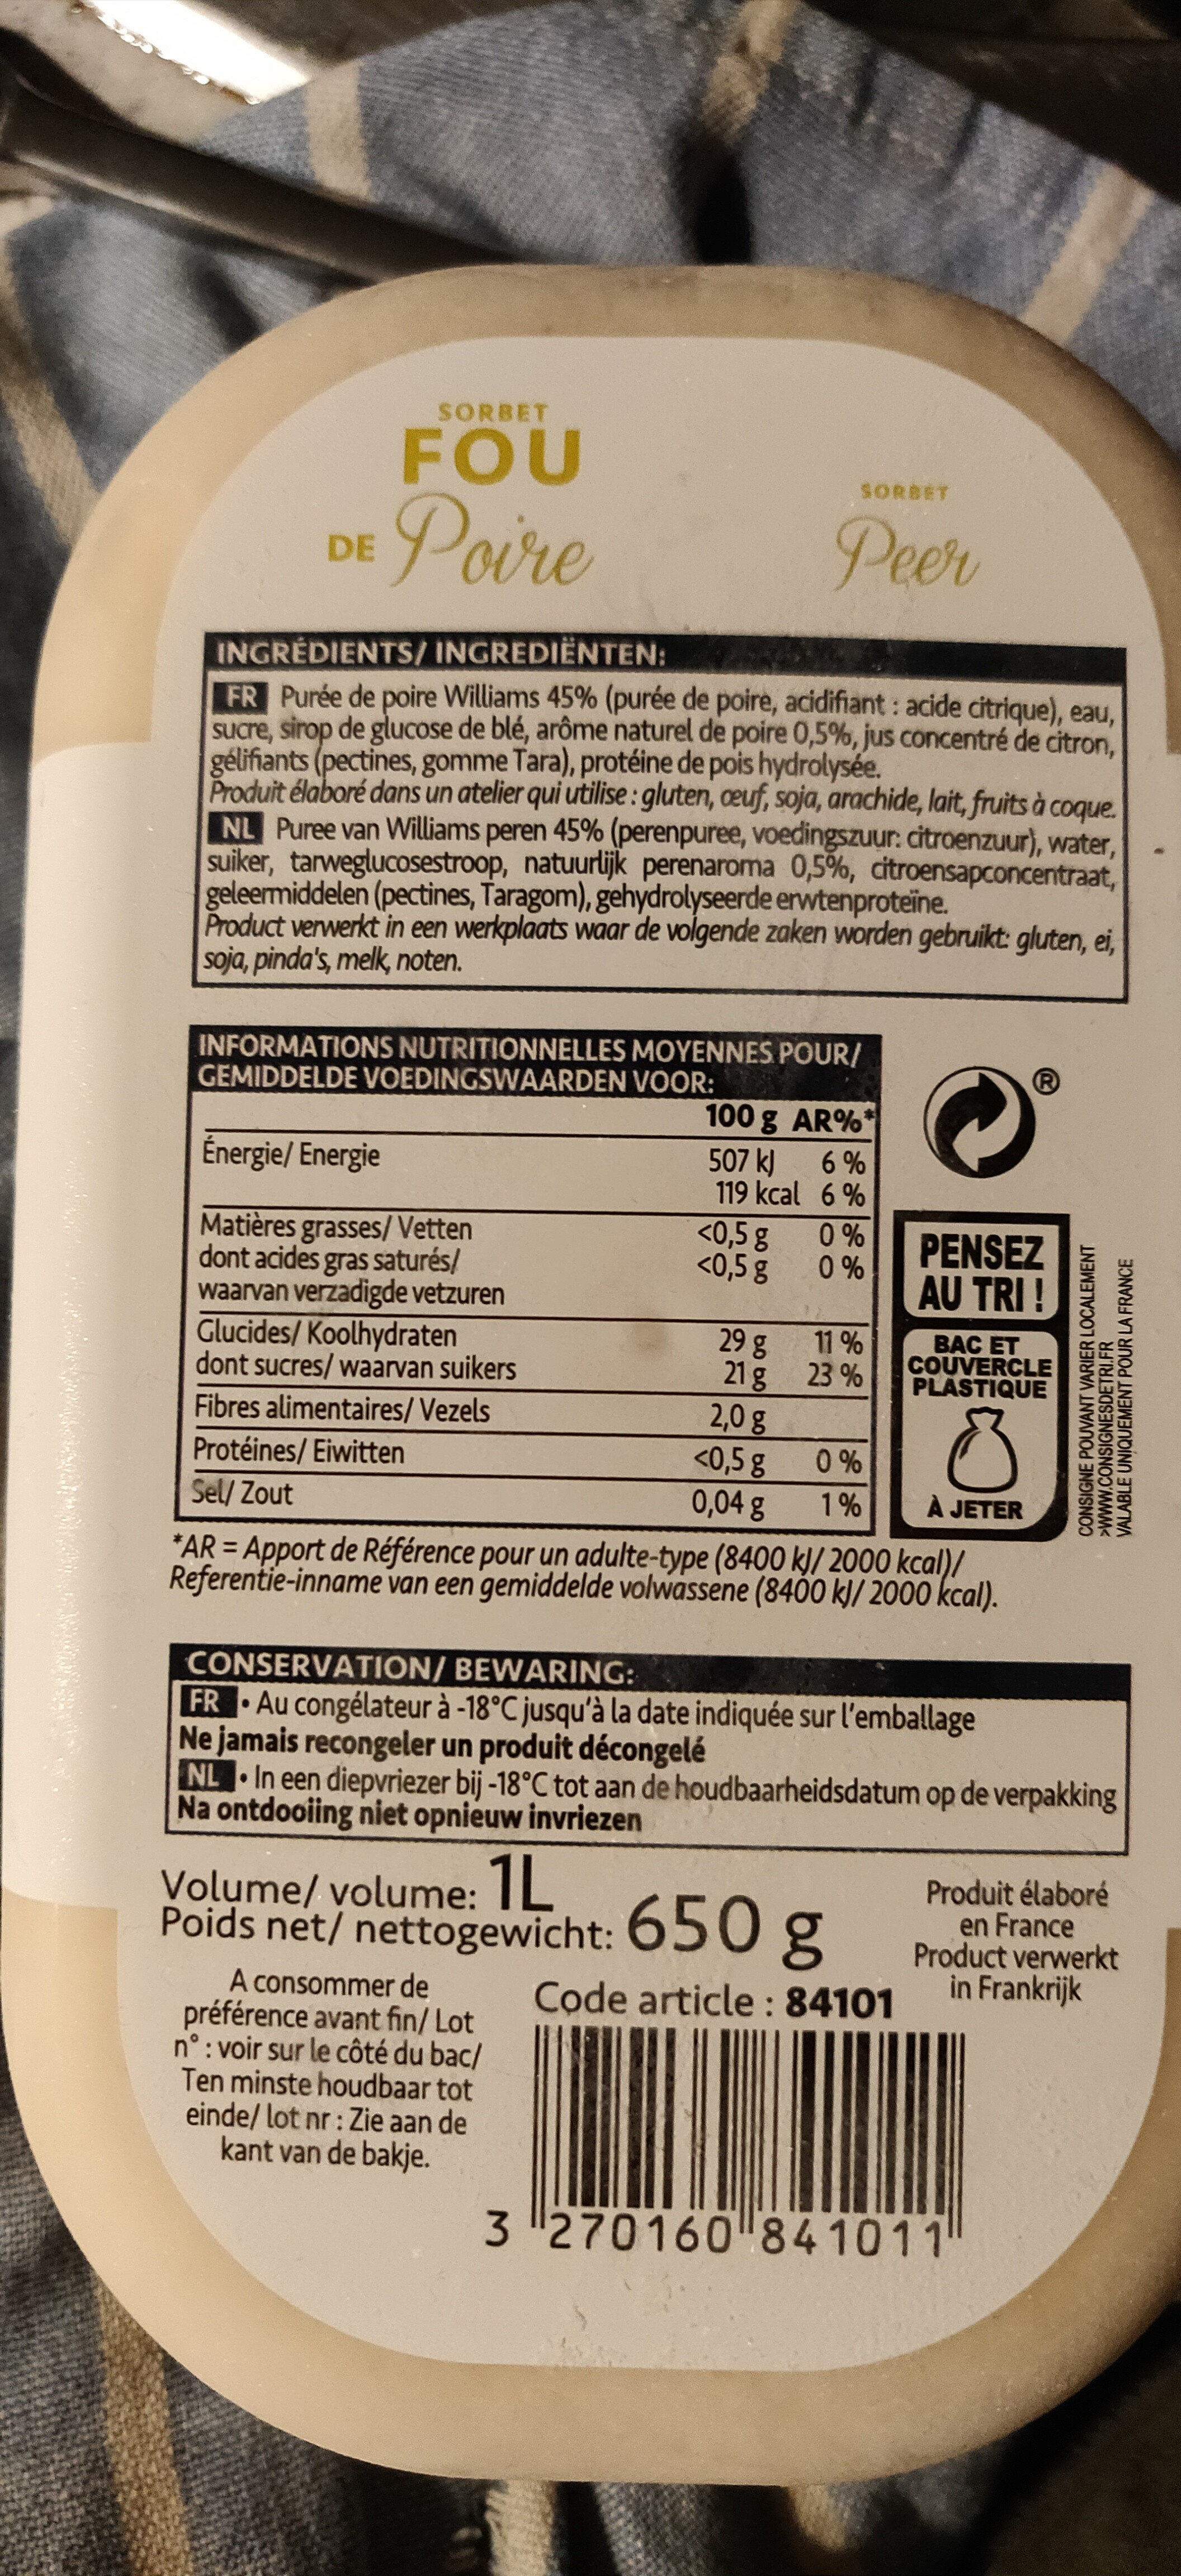 SORBET
FOU
DE Poire
SORBET
Peer
INGRÉDIENTS/ INGREDIËNTEN:
FR Purée de poire Williams 45% (purée de poire, acidifiant : acide citrique), eau,
sucre, sirop de glucose de blé, arôme naturel de poire 0,5%, jus concentré de citron,
gélifiants (pectines, gomme Tara), protéine de pois hydrolysée.
Produit élaboré dans un atelier qui utilise : gluten, œuf, soja, arachide, lait, fruits à coque.
NL Puree van Williams peren 45% (perenpuree, voedingszuur: citroenzuur), water,
suiker, tarweglucosestroop, natuurlijk perenaroma 0,5%, citroensapconcentraat,
geleermiddelen (pectines, Taragom), gehydrolyseerde erwtenproteïne.
Product verwerkt in een werkplaats waar de volgende zaken worden gebruikt: gluten, ei,
soja, pinda's, melk, noten.
INFORMATIONS NUTRITIONNELLES MOYENNES POUR/
GEMIDDELDE VOEDINGSWAARDEN VOOR:
100 g AR%*
Énergie/ Energie 507 kJ 6 %
119 kcal 6 %
Matières grasses/ Vetten <0,5 g 0 %
dont acides gras saturés/ <0,5 g 0 %
waarvan verzadigde vetzuren
Glucides/ Koolhydraten 29 g 11 %
dont sucres/ waarvan suikers 21 g 23 %
Fibres alimentaires/ Vezels 2,0 g
Protéines/ Eiwitten <0,5 g 0 %
Sel/ Zout 0,04 g 1 %
*AR = Apport de Référence pour un adulte-type (8400 kJ/ 2000 kcal)/
Referentie-inname van een gemiddelde volwassene (8400 kJ/ 2000 kcal).
®
PENSEZ
AU TRI !
BAC ET
COUVERCLE
PLASTIQUE
À JETER
CONSIGNE POUVANT VARIER LOCALEMENT
>WWW.CONSIGNESDETRI.FR
VALABLE UNIQUEMENT POUR LA FRANCE
CONSERVATION/ BEWARING:
FR • Au congélateur à -18°C jusqu'à la date indiquée sur l'emballage
Ne jamais recongeler un produit décongelé
NL • In een diepvriezer bij -18°C tot aan de houdbaarheidsdatum op de verpakking
Na ontdooiing niet opnieuw invriezen
Volume/ volume: 1L
Poids net/ nettogewicht: 650 g
Produit élaboré
en France
Product verwerkt
in Frankrijk
A consommer de
préférence avant fin/ Lot
n° : voir sur le côté du bac/
Ten minste houdbaar tot
einde/ lot nr : Zie aan de
kant van de bakje.
Code article : 84101
3 270160 841011